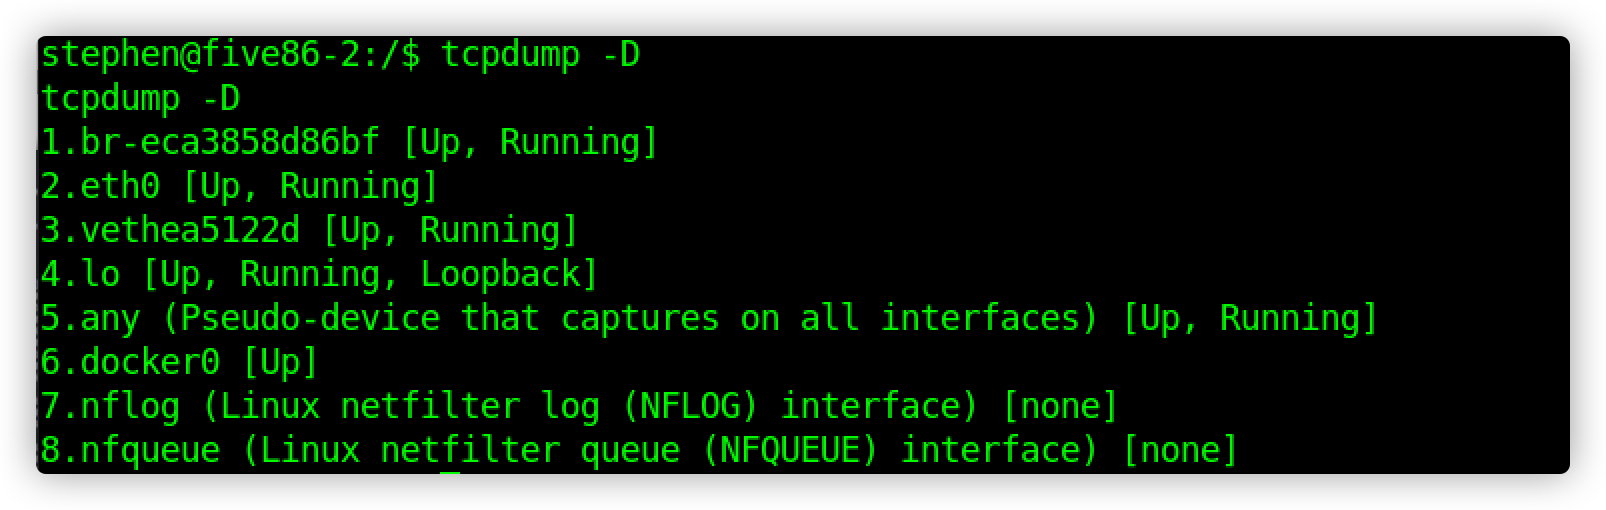 stephen@five86-2:/$ tcpdump -D
tcpdump -D
1.br-eca3858d86bf [Up, Running]
2.eth0 [Up, Running]
3.vethea5122d [Up, Running]
4.lo [Up, Running, Loopback]
5.any (Pseudo-device that captures on all interfaces) [Up, Running]
6.docker0 [Up]
7.nflog (Linux netfilter log (NFLOG) interface) [none]
8.nfqueue (Linux netfilter queue (NFQUEUE) interface) [none]